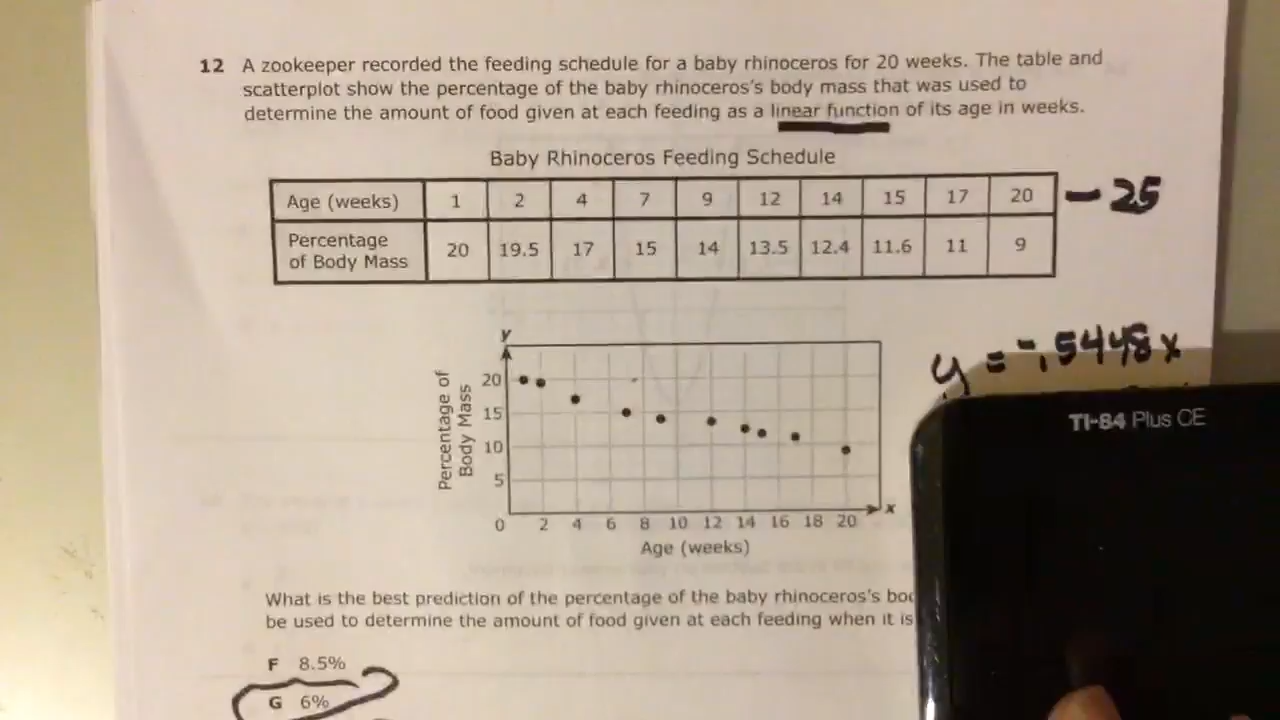 12 A zookeeper recorded the feeding schedule for a baby rhinoceros for 20 weeks. The table and
scatterplot show the percentage of the baby rhinoceros's body mass that was used to
determine the amount of food given at each feeding as a linear function of its age in weeks.
Baby Rhinoceros Feeding Schedule
Age (weeks) 1 2 4 7 9 12 14 15 17 20 – 25
Percentage of Body Mass 20 19.5 17 15 14 13.5 12.4 11.6 11 9
y
Percentage of
Body Mass
20
15
10
5
0 2 4 6 8 10 12 14 16 18 20 x
Age (weeks)
y = -.5448x
TI-84 Plus CE
What is the best prediction of the percentage of the baby rhinoceros's
be used to determine the amount of food given at each feeding when it is
F 8.5%
G 6%